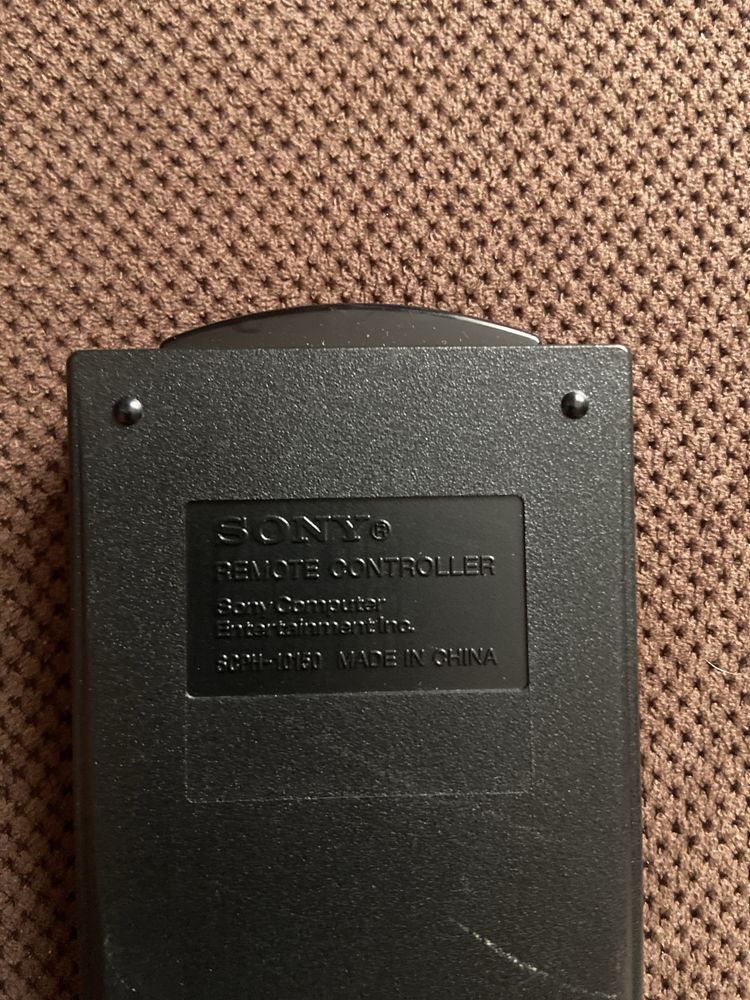 SONY®
REMOTE CONTROLLER
Sony Computer
Entertainment Inc.
SCPH-10150 MADE IN CHINA